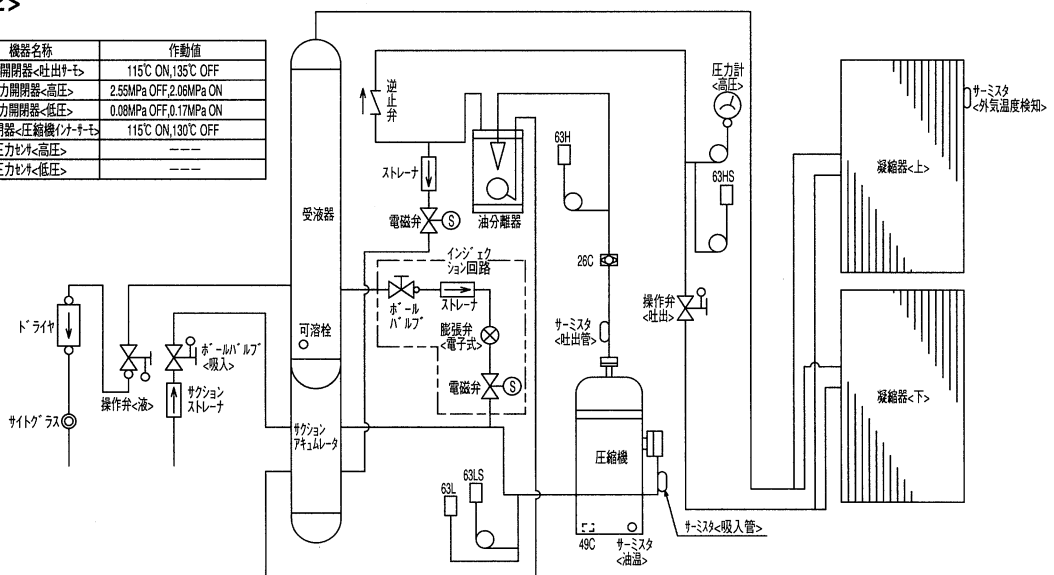 機器名称 作動値
開閉器<吐出サーモ> 115℃ ON,135℃ OFF
力開閉器<高圧> 2.55MPa OFF,2.06MPa ON
力開閉器<低圧> 0.08MPa OFF,0.17MPa ON
閉器<圧縮機インナーサーモ> 115℃ ON,130℃ OFF
圧力センサ<高圧> ---
圧力センサ<低圧> ---
逆止弁
ストレーナ
電磁弁
S
油分離器
63H
26C
圧力計
<高圧>
63HS
サーミスタ
<外気温度検知>
凝縮器<上>
受液器
インジェク
ション回路
ボール
バルブ
ストレーナ
膨張弁
<電子式>
電磁弁
S
サーミスタ
<吐出管>
操作弁
<吐出>
可溶栓
ドライヤ
ボールバルブ
<吸入>
操作弁<液>
サクション
ストレーナ
サイトグラス
サクション
アキュムレータ
圧縮機
凝縮器<下>
63L
63LS
49C
サーミスタ
<油温>
サーミスタ<吸入管>